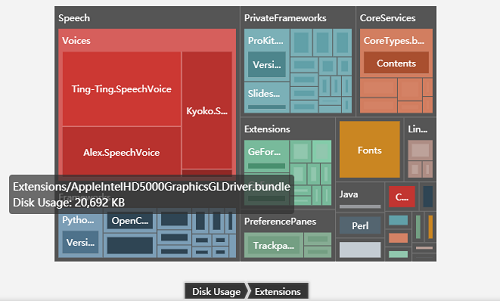 Speech
PrivateFrameworks
CoreServices
Voices
ProKit....
CoreTypes.b...
Ting-Ting.SpeechVoice
Versi...
Contents
Kyoko.S...
Slides...
Alex.SpeechVoice
Extensions
GeFor...
Fonts
Lin...
Extensions/AppleIntelHD5000GraphicsGLDriver.bundle
Disk Usage: 20,692 KB
Java
C...
Pytho...
OpenC...
PreferencePanes
Perl
Versi...
Trackpa...
Disk Usage
Extensions